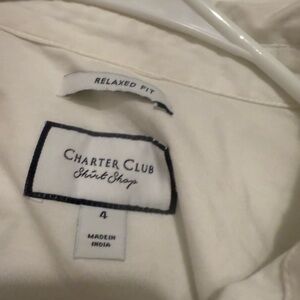 RELAXED FIT
CHARTER CLUB
Shirt Shop
4
MADE IN
INDIA